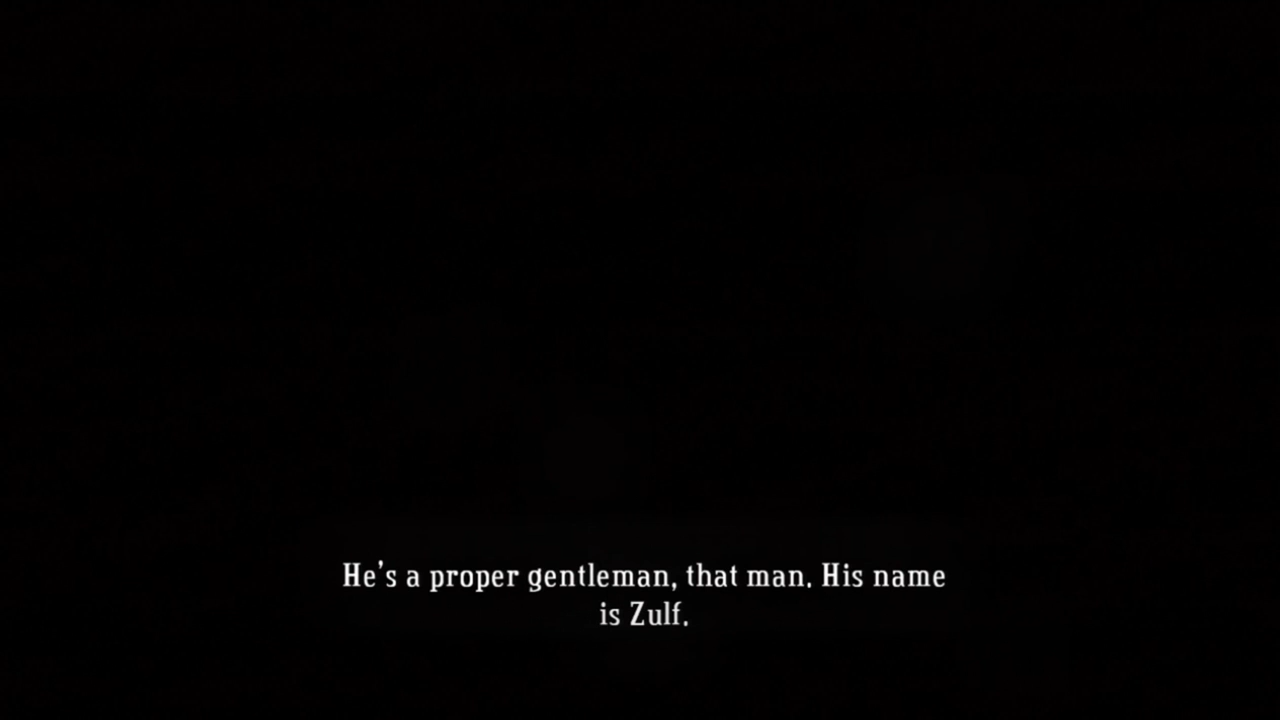 He's a proper gentleman, that man. His name
is Zulf.